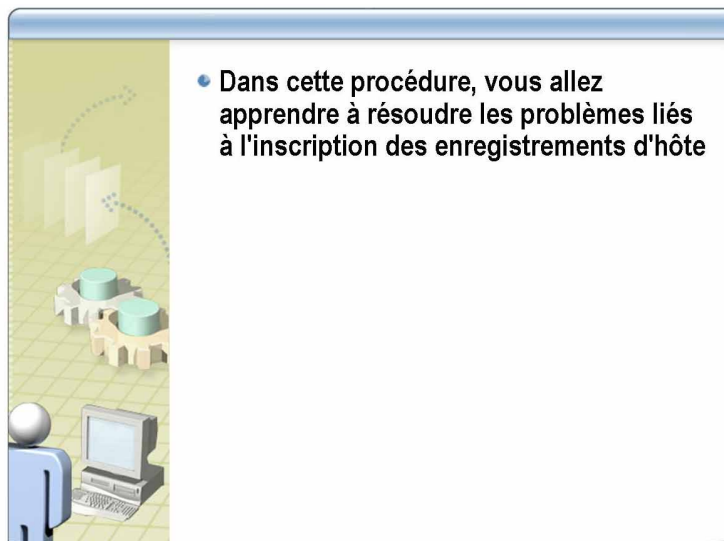 Dans cette procédure, vous allez
apprendre à résoudre les problèmes liés
à l'inscription des enregistrements d'hôte